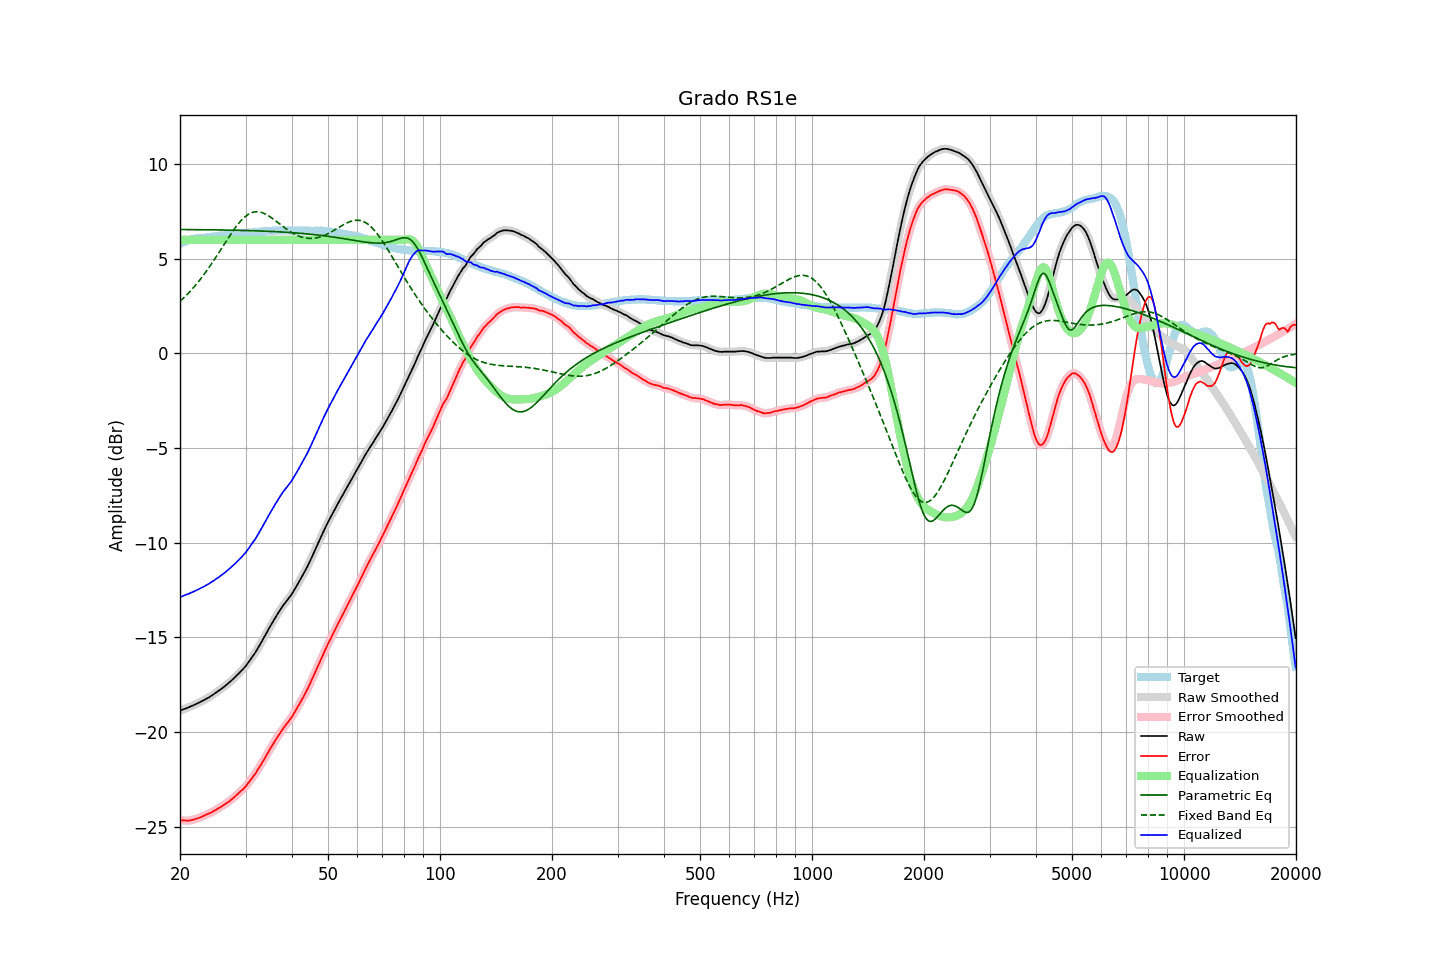 Grado RS1e
Amplitude (dBr)
10
5
0
−5
−10
−15
−20
−25
20
50
100
200
500
1000
2000
5000
10000
20000
Frequency (Hz)
Target
Raw Smoothed
Error Smoothed
Raw
Error
Equalization
Parametric Eq
Fixed Band Eq
Equalized